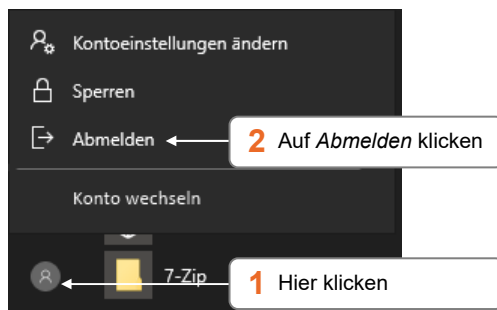 Kontoeinstellungen ändern
Sperren
Abmelden
2 Auf Abmelden klicken
Konto wechseln
7-Zip
1 Hier klicken